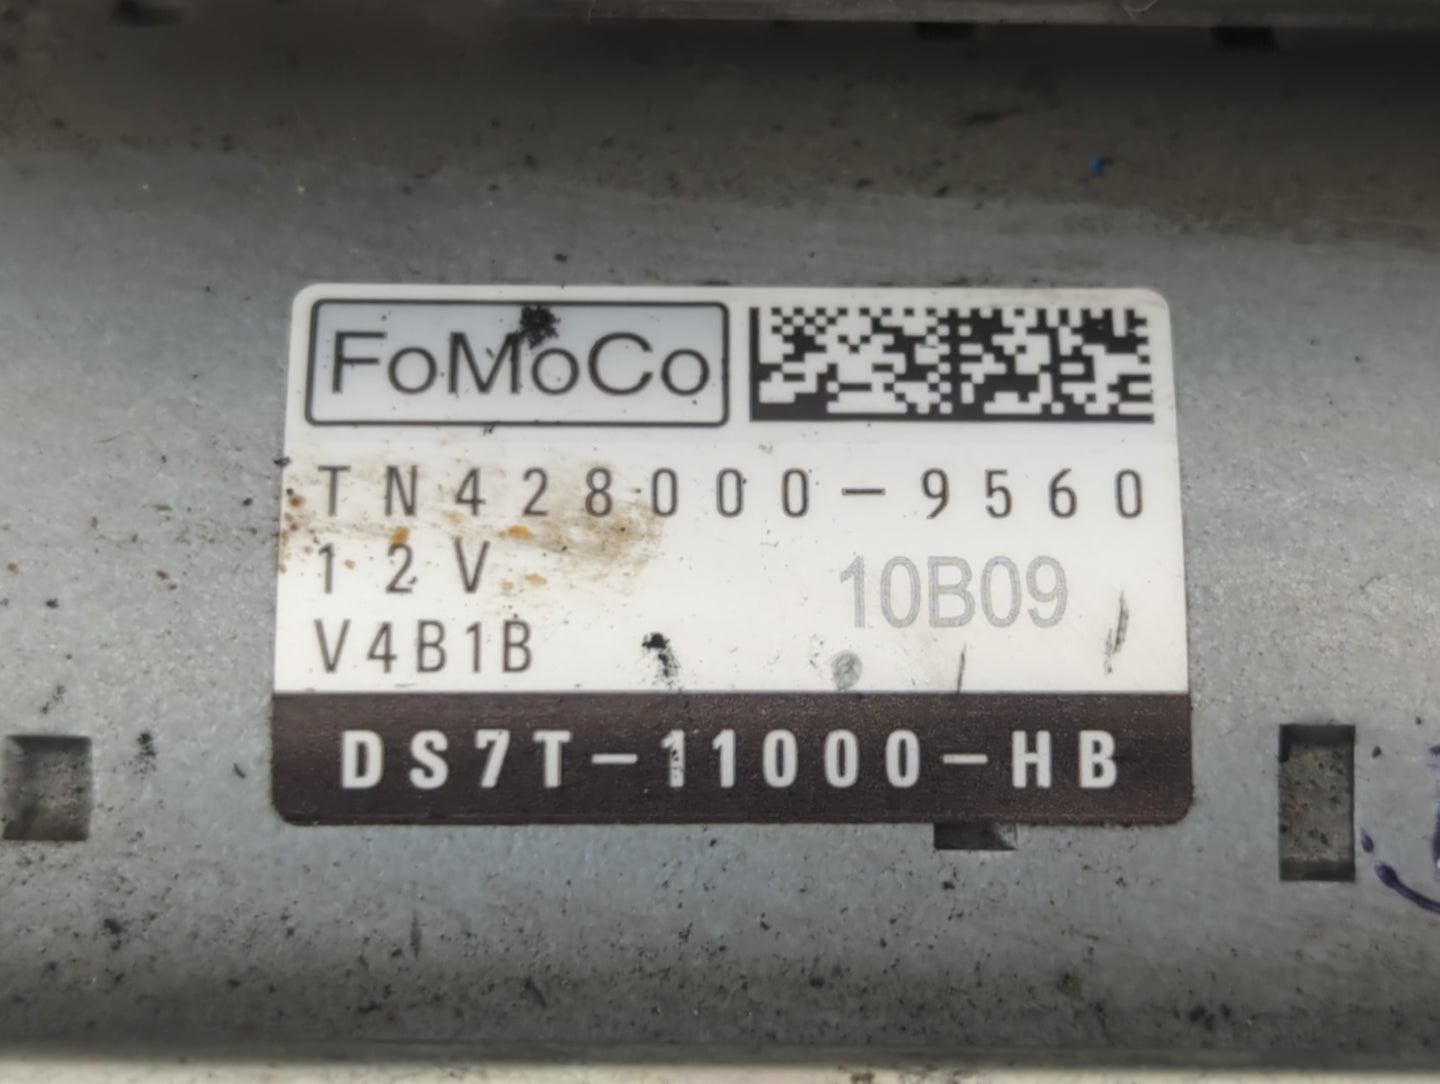 FoMoCo
TN428000-9560
12V 10B09
V4B1B
DS7T-11000-HB